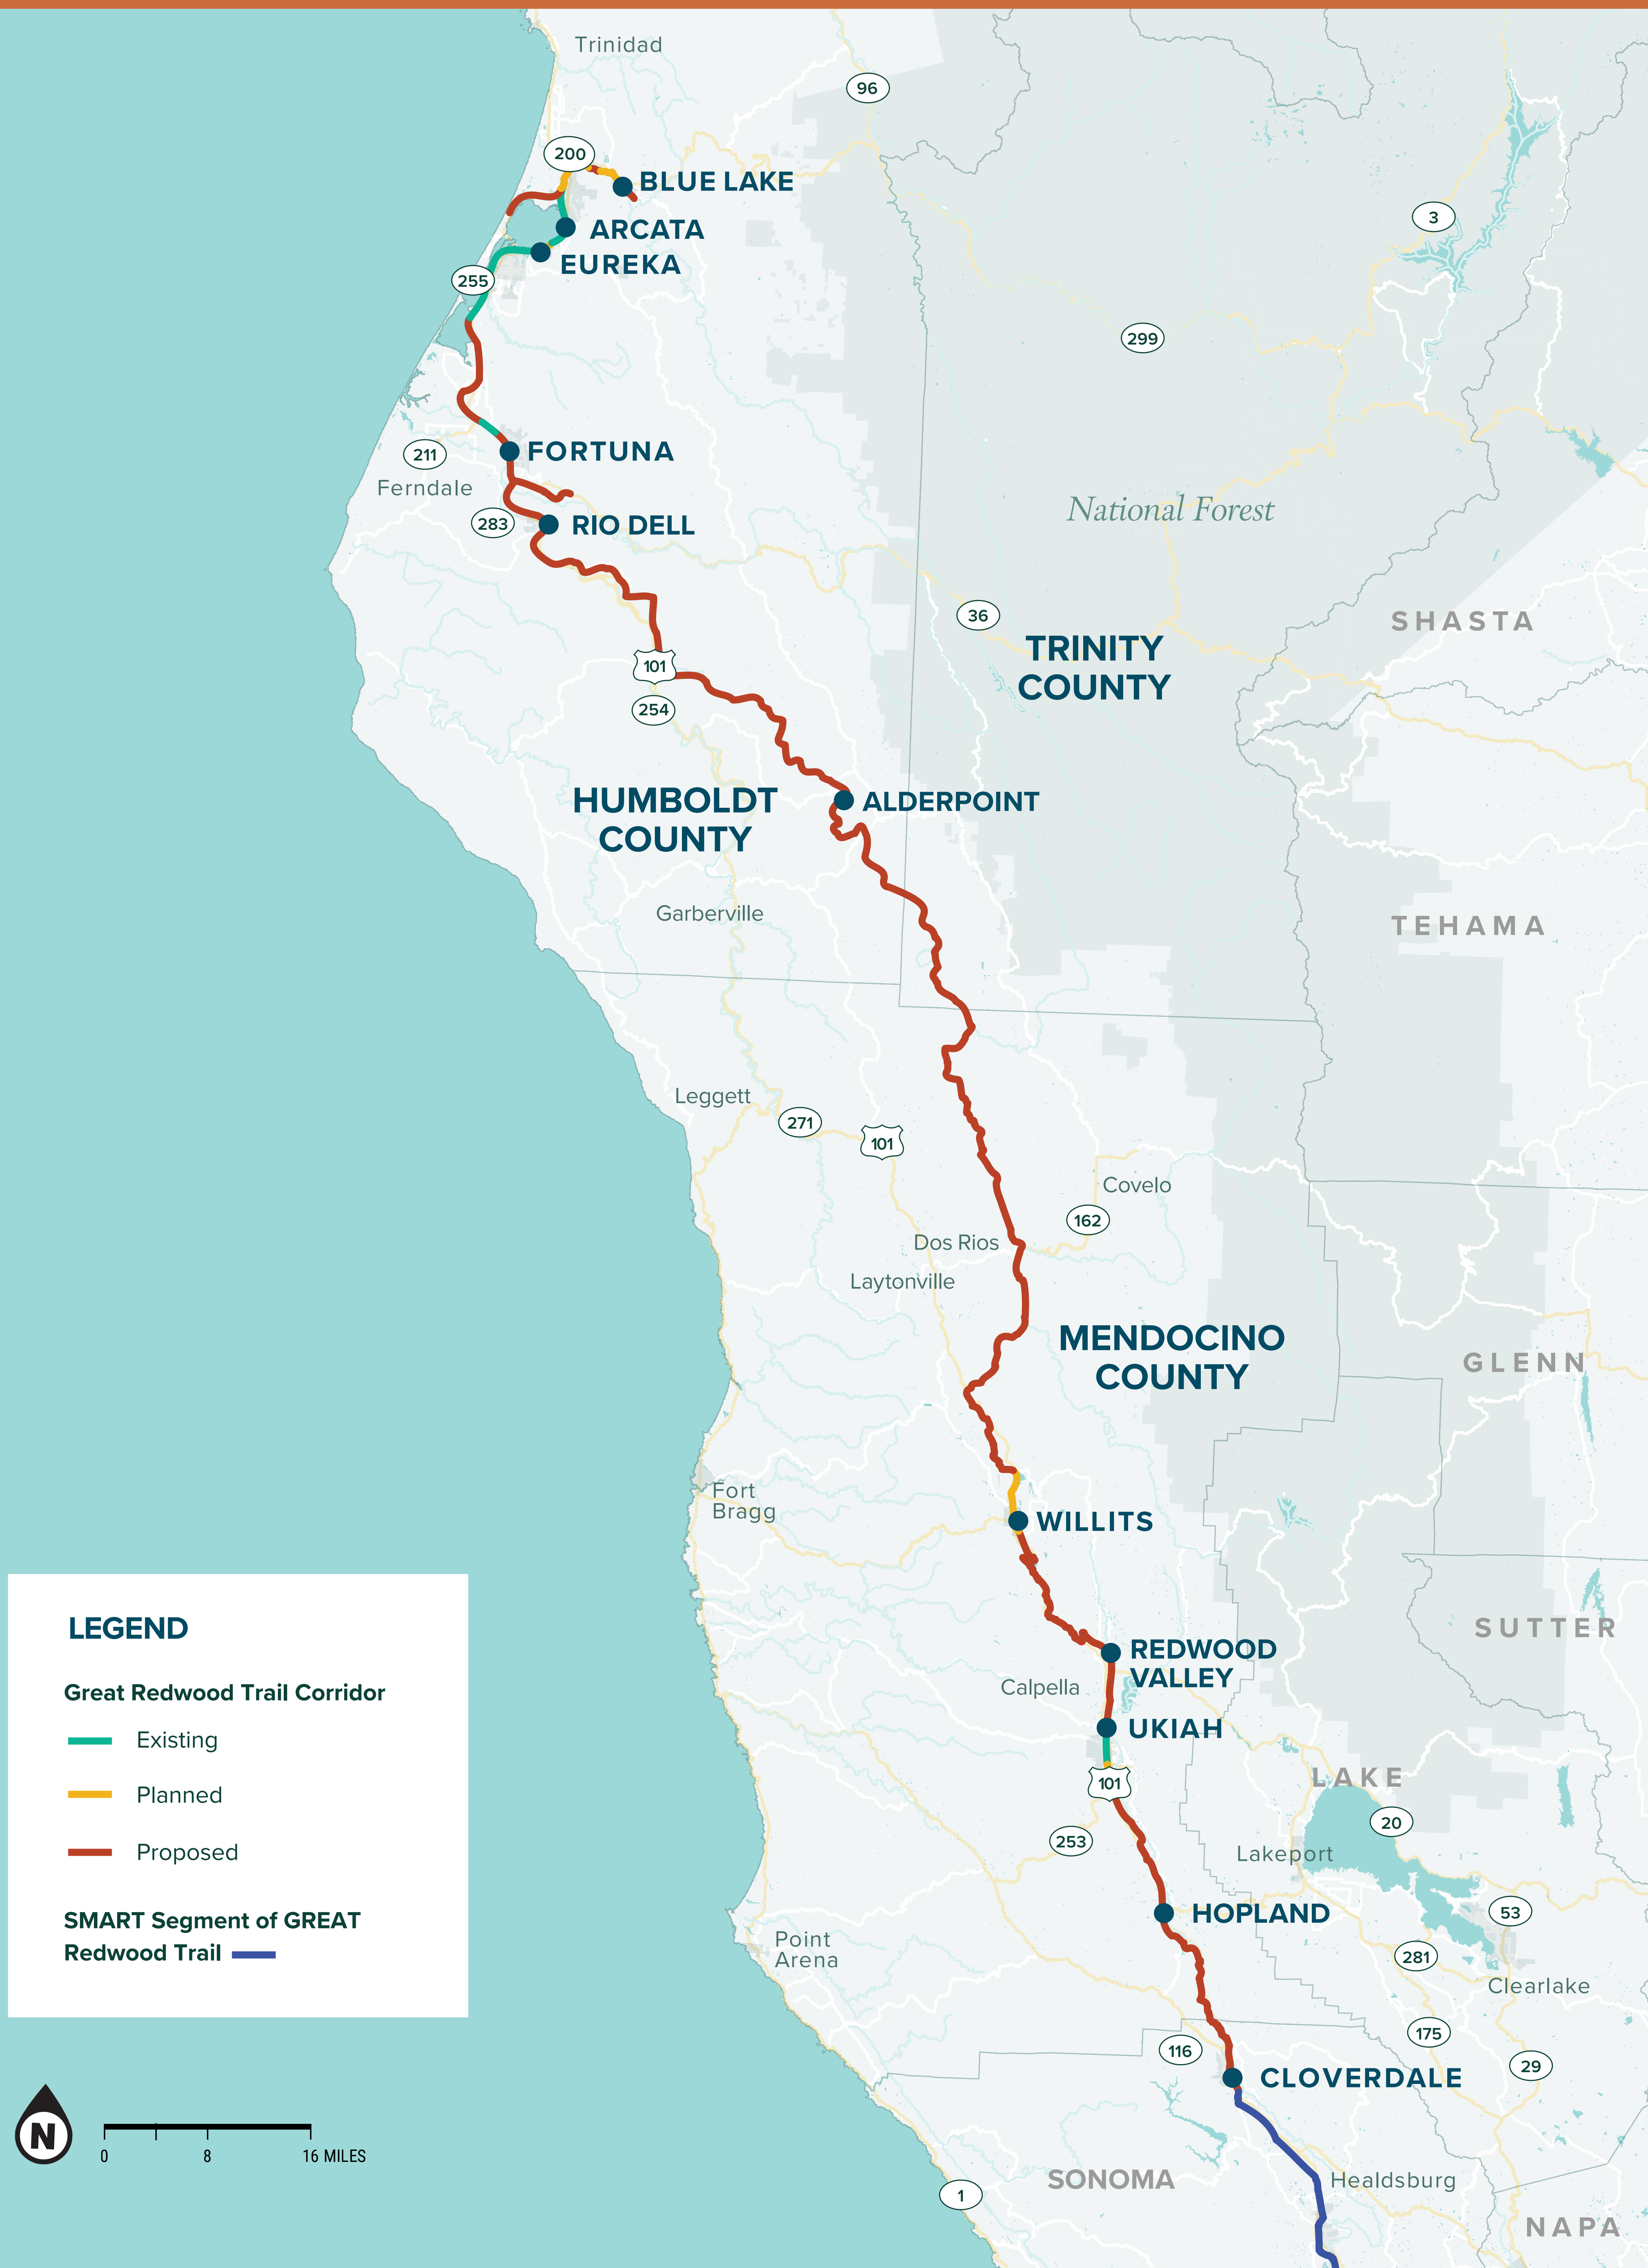 Trinidad
96
200
BLUE LAKE
3
ARCATA
EUREKA
255
299
FORTUNA
211
Ferndale
National Forest
283
RIO DELL
36
SHASTA
TRINITY
COUNTY
101
254
HUMBOLDT
COUNTY
ALDERPOINT
Garberville
TEHAMA
Leggett
271
101
Covelo
162
Dos Rios
Laytonville
MENDOCINO
COUNTY
GLENN
Fort
Bragg
WILLITS
LEGEND
Great Redwood Trail Corridor
Existing
Planned
Proposed
SMART Segment of GREAT
Redwood Trail
SUTTER
REDWOOD
VALLEY
Calpella
UKIAH
101
LAKE
20
253
Lakeport
HOPLAND
53
Point
Arena
281
Clearlake
175
116
29
CLOVERDALE
N
0 8 16 MILES
SONOMA
Healdsburg
1
NAPA